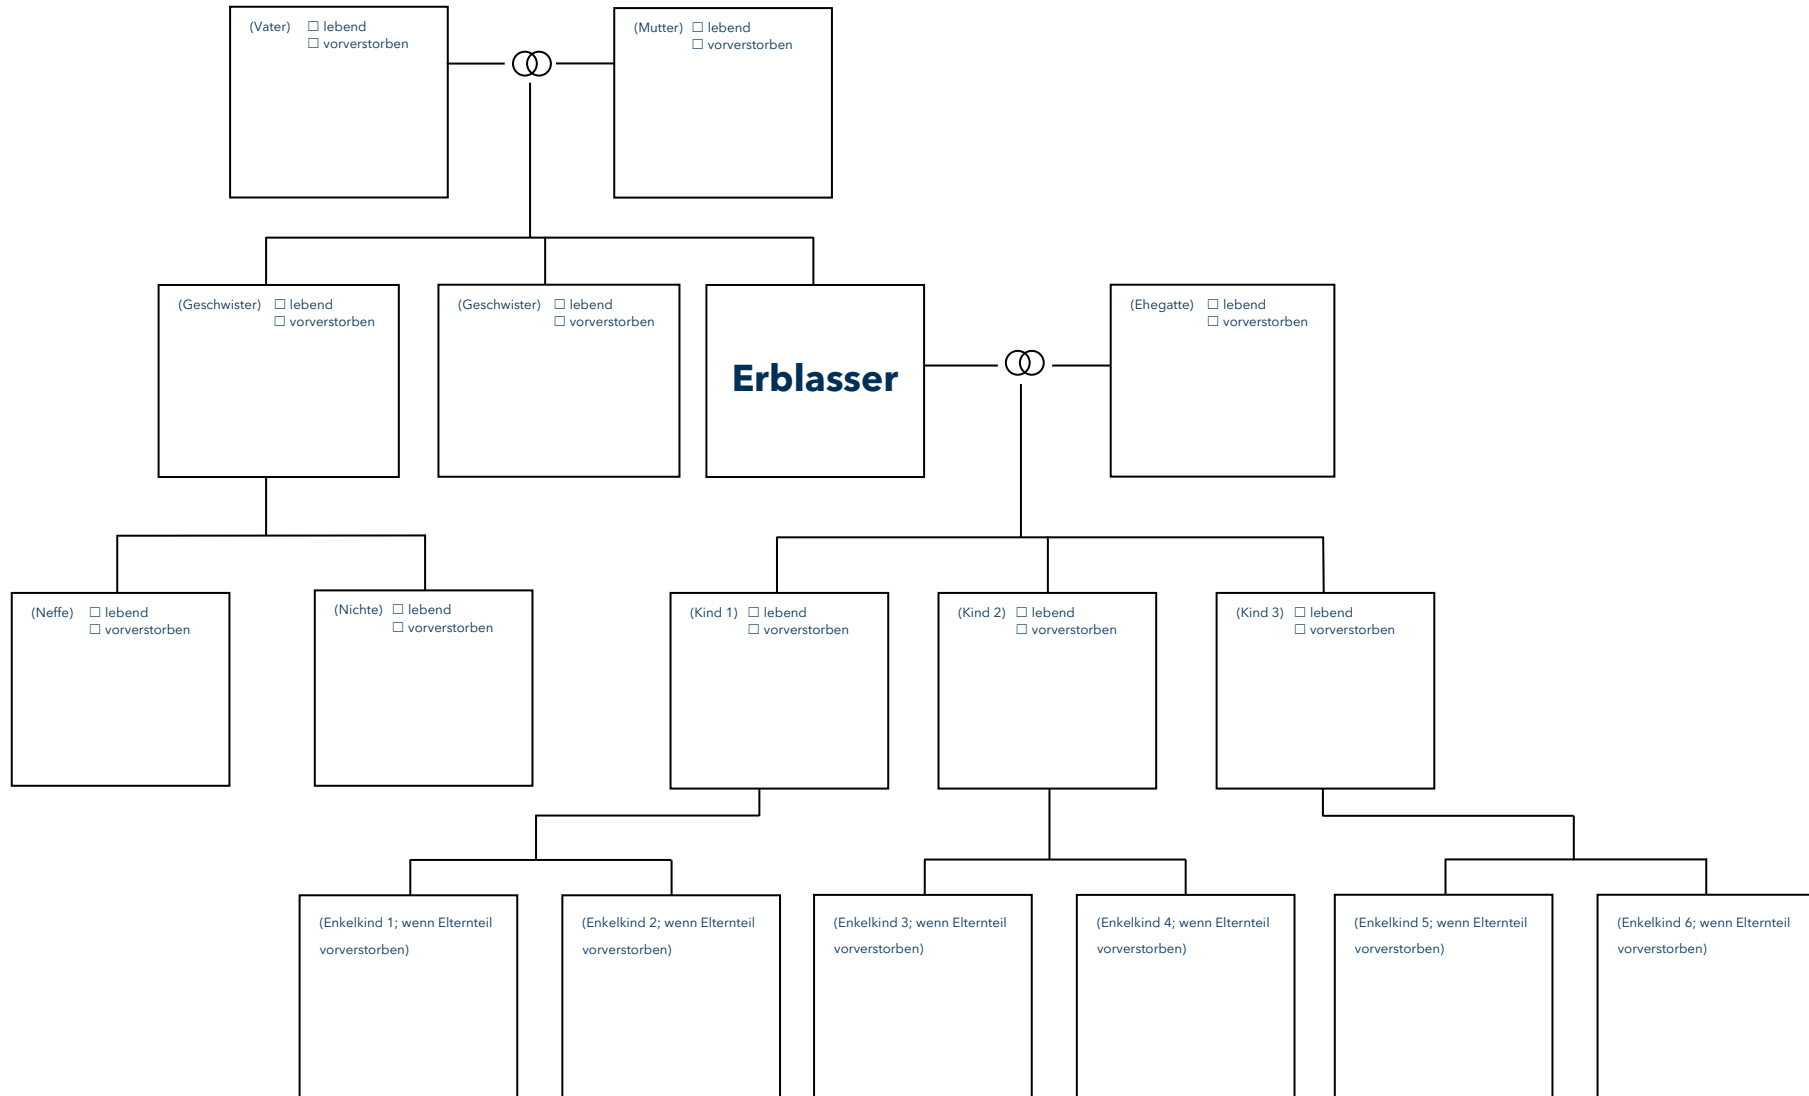 (Vater) ☐ lebend
☐ vorverstorben
(Mutter) ☐ lebend
☐ vorverstorben
(Geschwister) ☐ lebend
☐ vorverstorben
(Geschwister) ☐ lebend
☐ vorverstorben
Erblasser
(Ehegatte) ☐ lebend
☐ vorverstorben
(Neffe) ☐ lebend
☐ vorverstorben
(Nichte) ☐ lebend
☐ vorverstorben
(Kind 1) ☐ lebend
☐ vorverstorben
(Kind 2) ☐ lebend
☐ vorverstorben
(Kind 3) ☐ lebend
☐ vorverstorben
(Enkelkind 1; wenn Elternteil
vorverstorben)
(Enkelkind 2; wenn Elternteil
vorverstorben)
(Enkelkind 3; wenn Elternteil
vorverstorben)
(Enkelkind 4; wenn Elternteil
vorverstorben)
(Enkelkind 5; wenn Elternteil
vorverstorben)
(Enkelkind 6; wenn Elternteil
vorverstorben)